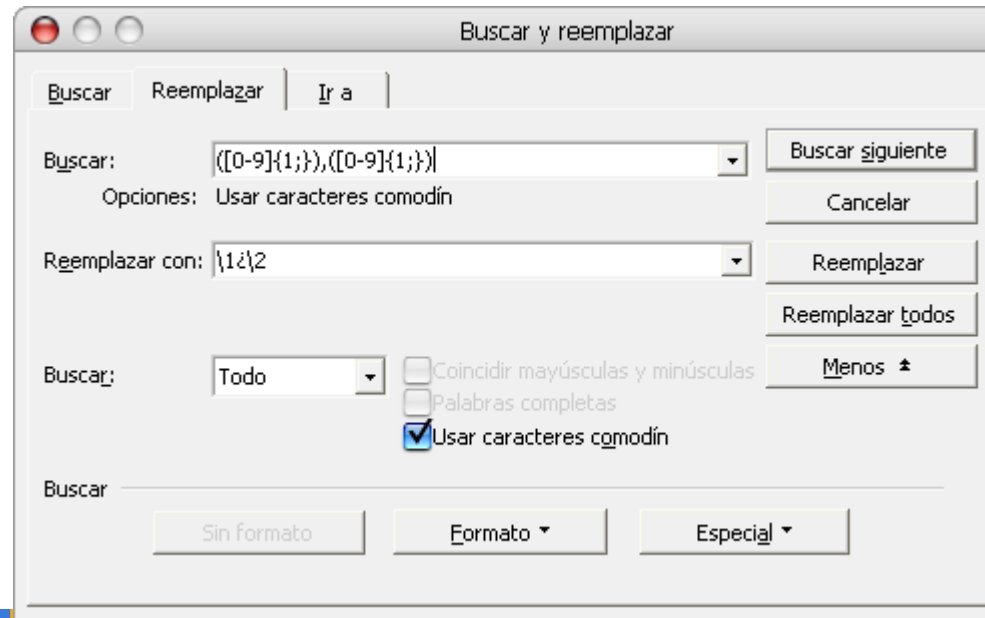 Buscar y reemplazar
Buscar Reemplazar Ir a
Buscar: ([0-9]{1;}),([0-9]{1;}) Buscar siguiente
Opciones: Usar caracteres comodín Cancelar
Reemplazar con: \1¿\2 Reemplazar
Reemplazar todos
Buscar: Todo Coincidir mayúsculas y minúsculas Menos
Palabras completas
Usar caracteres comodín
Buscar
Sin formato Formato Especial